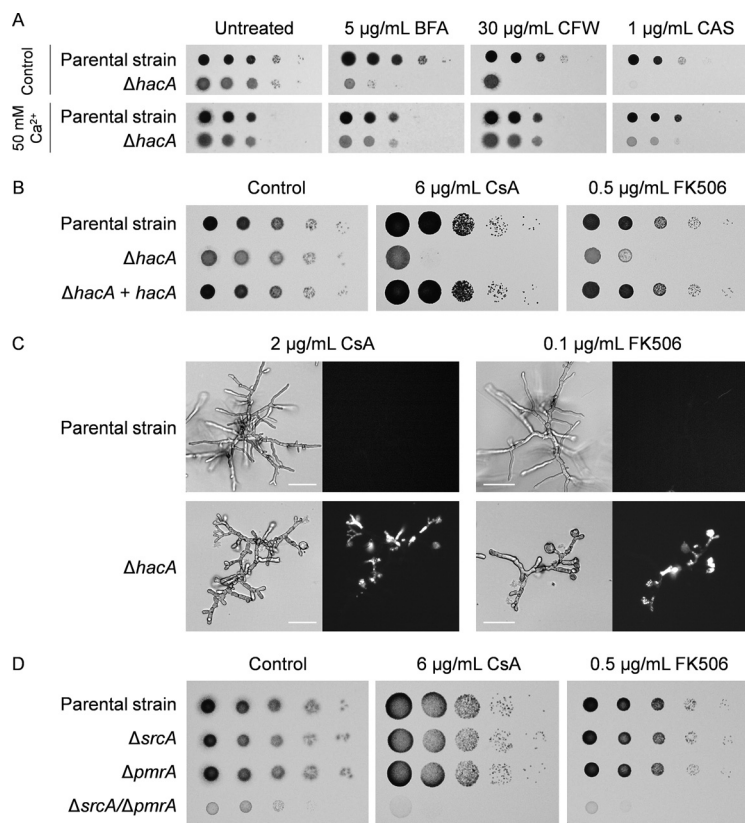 A
Untreated 5 µg/mL BFA 30 µg/mL CFW 1 µg/mL CAS
Control
Parental strain
ΔhacA
50 mM
Ca²⁺
Parental strain
ΔhacA
B
Control 6 µg/mL CsA 0.5 µg/mL FK506
Parental strain
ΔhacA
ΔhacA + hacA
C
2 µg/mL CsA 0.1 µg/mL FK506
Parental strain
ΔhacA
D
Control 6 µg/mL CsA 0.5 µg/mL FK506
Parental strain
ΔsrcA
ΔpmrA
ΔsrcA/ΔpmrA